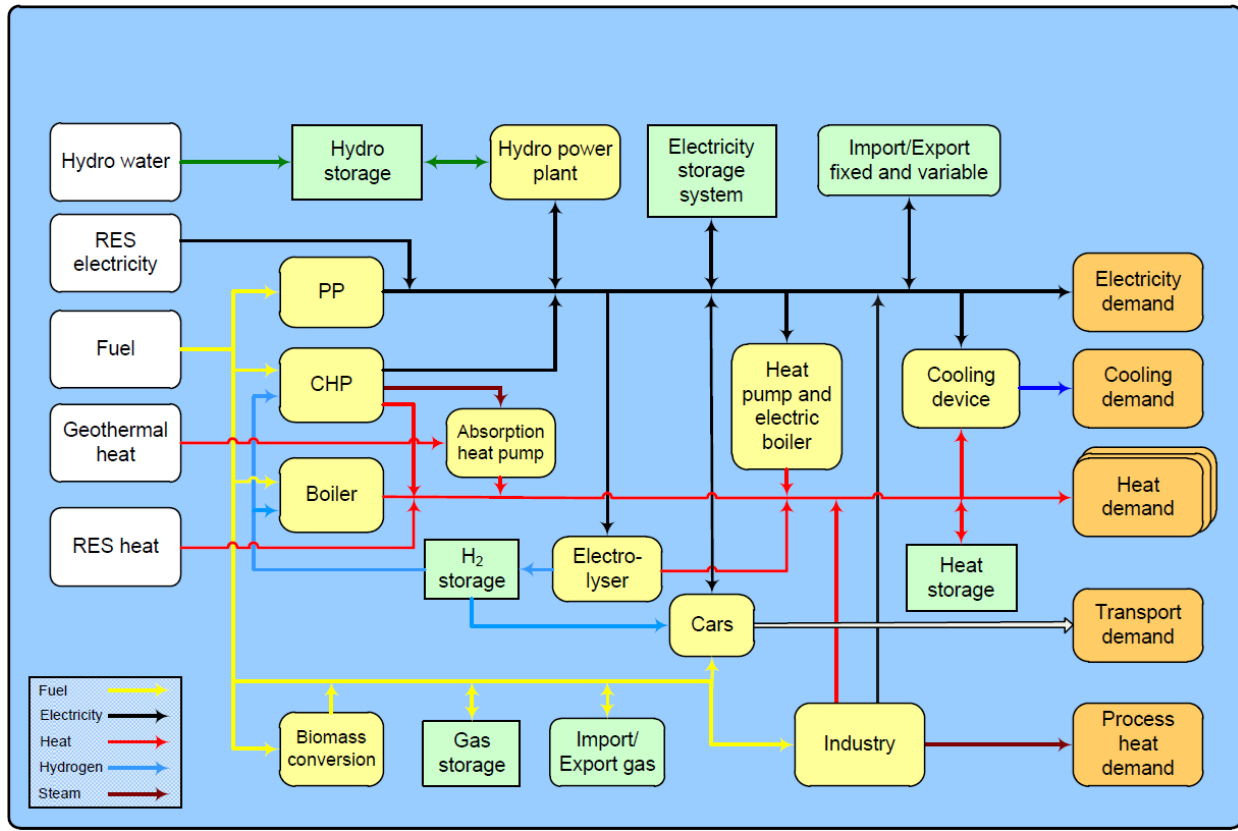 Hydro water
Hydro
storage
Hydro power
plant
Electricity
storage
system
Import/Export
fixed and variable
RES
electricity
PP
Electricity
demand
Fuel
CHP
Heat
pump and
electric
boiler
Cooling
device
Cooling
demand
Geothermal
heat
Absorption
heat pump
Boiler
Heat
demand
RES heat
H2
storage
Electro-
lyser
Heat
storage
Cars
Transport
demand
Fuel
Electricity
Heat
Hydrogen
Steam
Biomass
conversion
Gas
storage
Import/
Export gas
Industry
Process
heat
demand